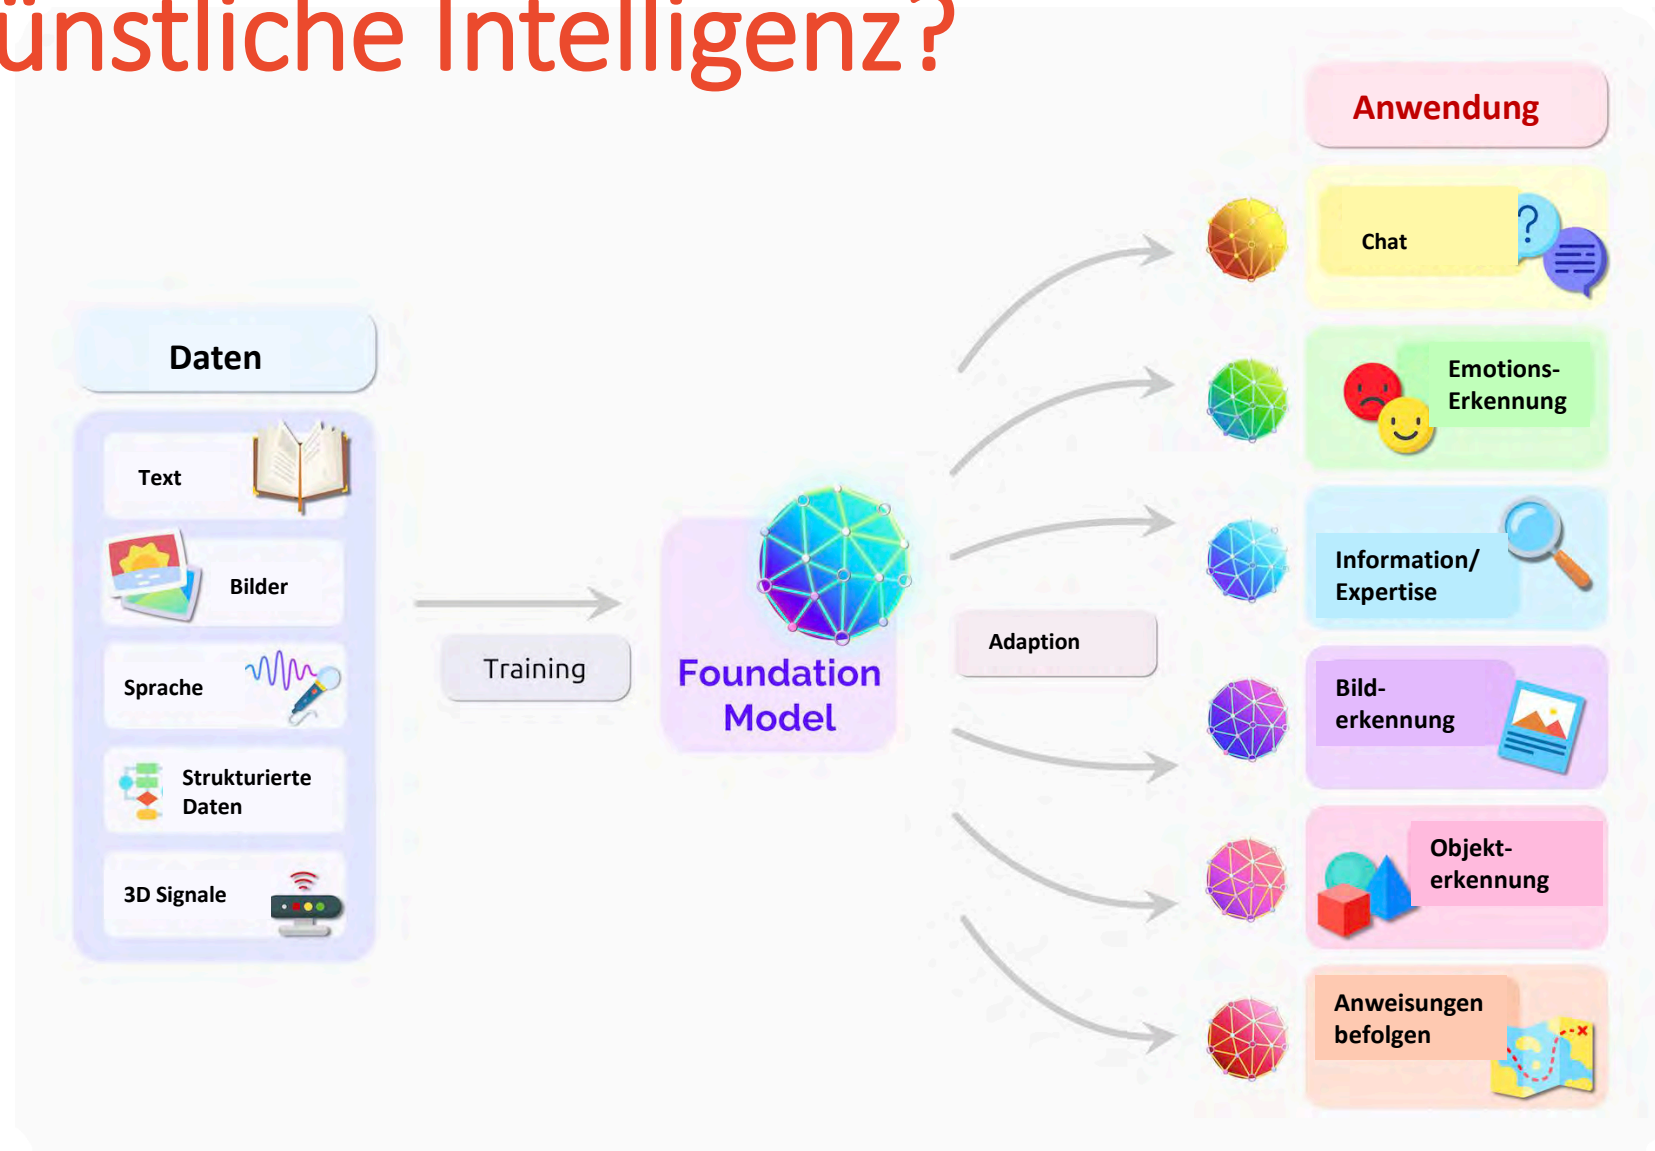 ünstliche Intelligenz?
Daten
Text
Bilder
Sprache
Strukturierte
Daten
3D Signale
Training
Foundation
Model
Adaption
Anwendung
Chat
?
Emotions-
Erkennung
Information/
Expertise
Bild-
erkennung
Objekt-
erkennung
Anweisungen
befolgen